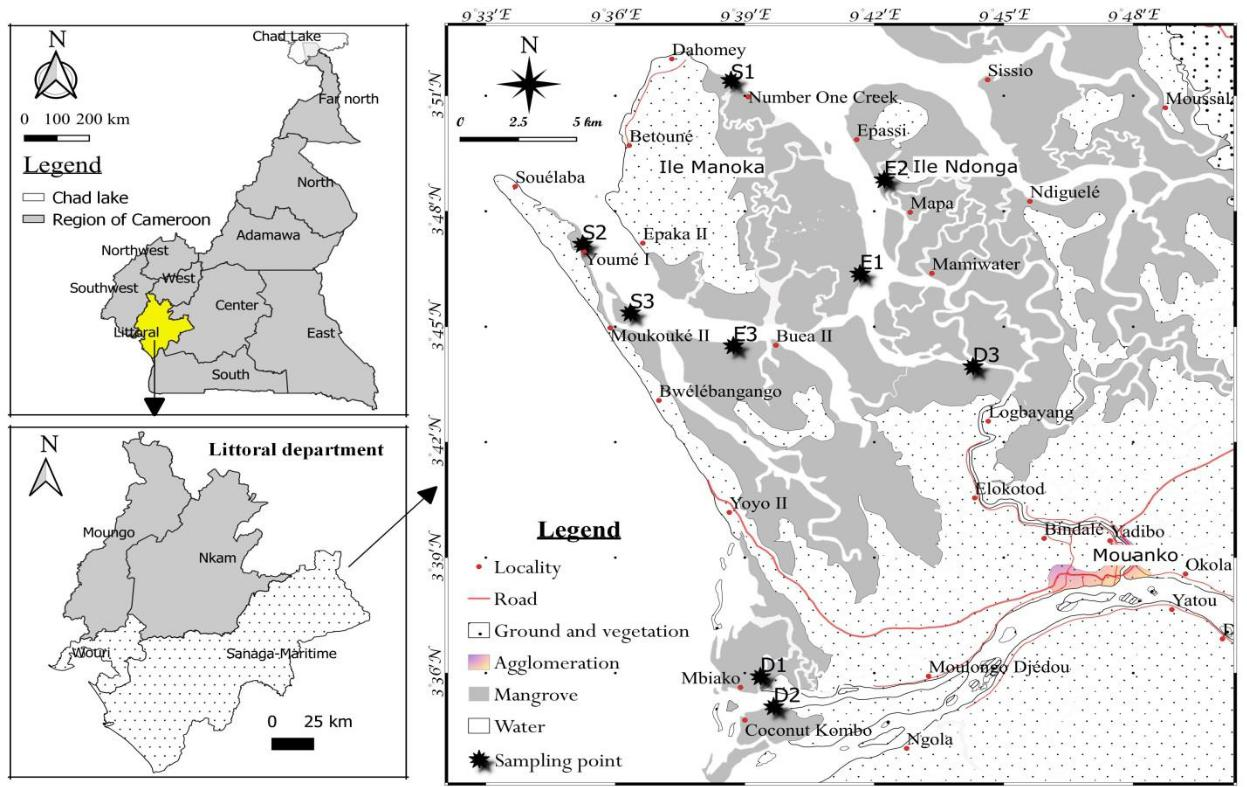 Chad Lake
N
Far north
0 100 200 km
Legend
Chad lake
Region of Cameroon
North
Adamawa
Northwest
West
Southwest
Center
Littoral
East
South
N
Littoral department
Moungo
Nkam
Wouri
Sanaga-Maritime
0 25 km
9°33'E 9°36'E 9°39'E 9°42'E 9°45'E 9°48'E
3°51'N
3°48'N
3°45'N
3°42'N
3°39'N
3°36'N
N
0 2.5 5 km
Dahomey
S1
Number One Creek
Sissio
Moussal
Betouné
Epassi
Ile Manoka
E2 Ile Ndonga
Souélaba
Ndiguelé
Mapa
S2
Epaka II
Youmé I
E1
Mamiwater
S3
Moukouké II
E3
Buea II
D3
Bwélébangango
Logbayang
Elokotod
Yoyo II
Bindalé
Yadibo
Mouanko
Okola
Yatou
D1
Moulongo Djédou
Mbiako
D2
Coconut Kombo
Ngola
Legend
Locality
Road
Ground and vegetation
Agglomeration
Mangrove
Water
Sampling point